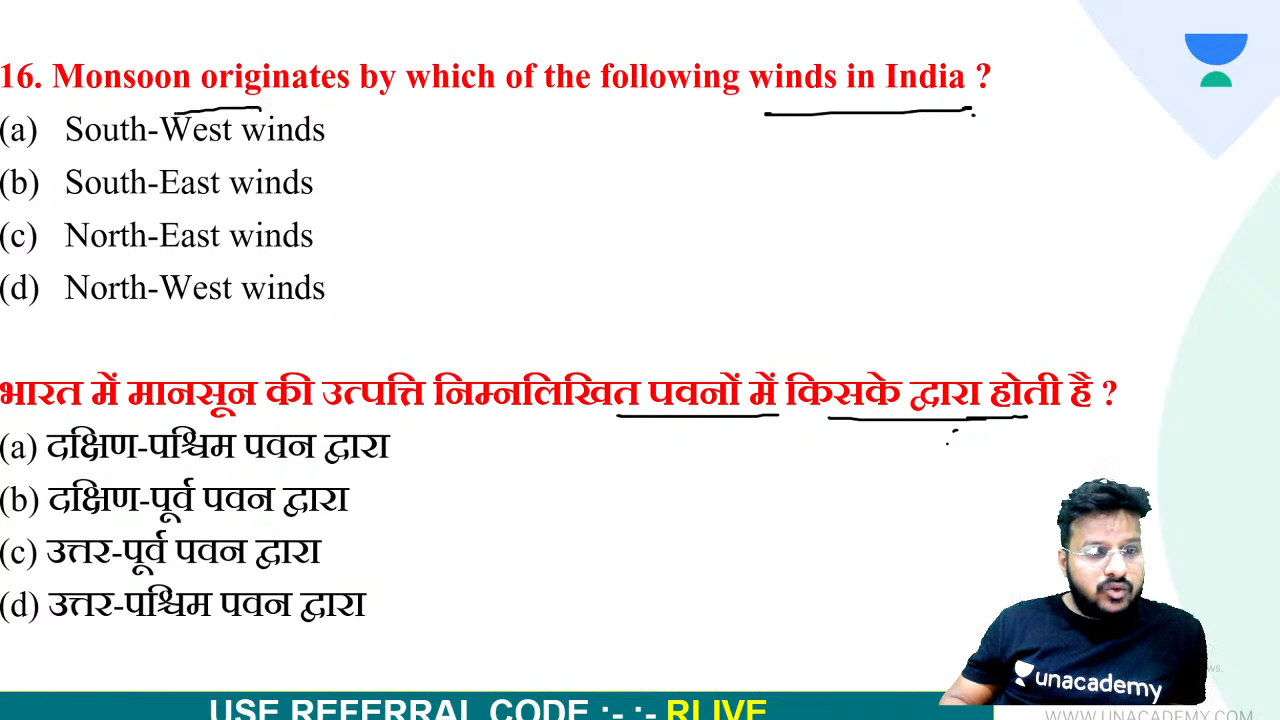 16. Monsoon originates by which of the following winds in India ?
(a) South-West winds
(b) South-East winds
(c) North-East winds
(d) North-West winds
भारत में मानसून की उत्पत्ति निम्नलिखित पवनों में किसके द्वारा होती है ?
(a) दक्षिण-पश्चिम पवन द्वारा
(b) दक्षिण-पूर्व पवन द्वारा
(c) उत्तर-पूर्व पवन द्वारा
(d) उत्तर-पश्चिम पवन द्वारा
unacademy
USE REFERRAL CODE :- :- RLIVE
WWW.UNACADEMY.COM